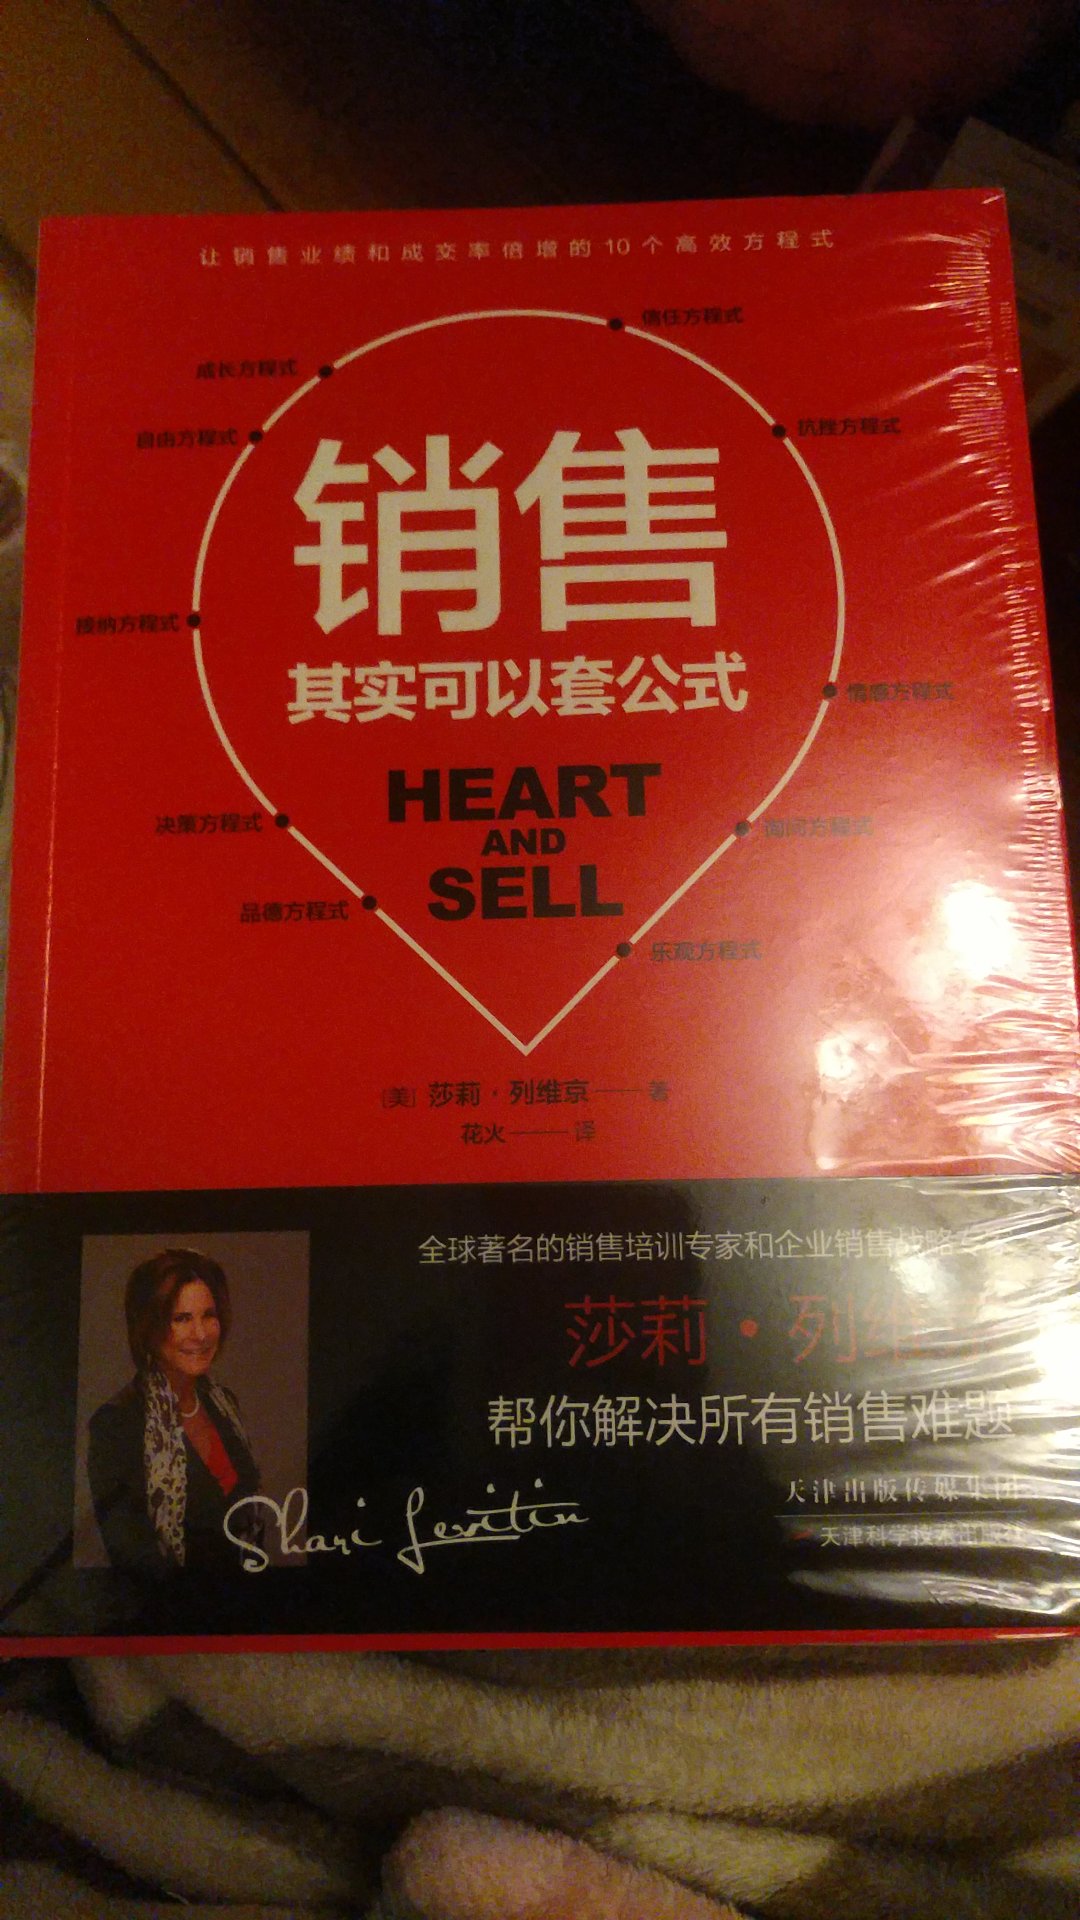 让销售业绩和成交率倍增的10个高效方程式
信任方程式
成长方程式
抗挫方程式
自由方程式
销售
接纳方程式
其实可以套公式
情感方程式
HEART
AND
SELL
决策方程式
询问方程式
品德方程式
乐观方程式
[美] 莎莉·列维京——著
花火——译
全球著名的销售培训专家和企业销售战略专家
莎莉·列维京
帮你解决所有销售难题
Shari Levitin
天津出版传媒集团
天津科学技术出版社